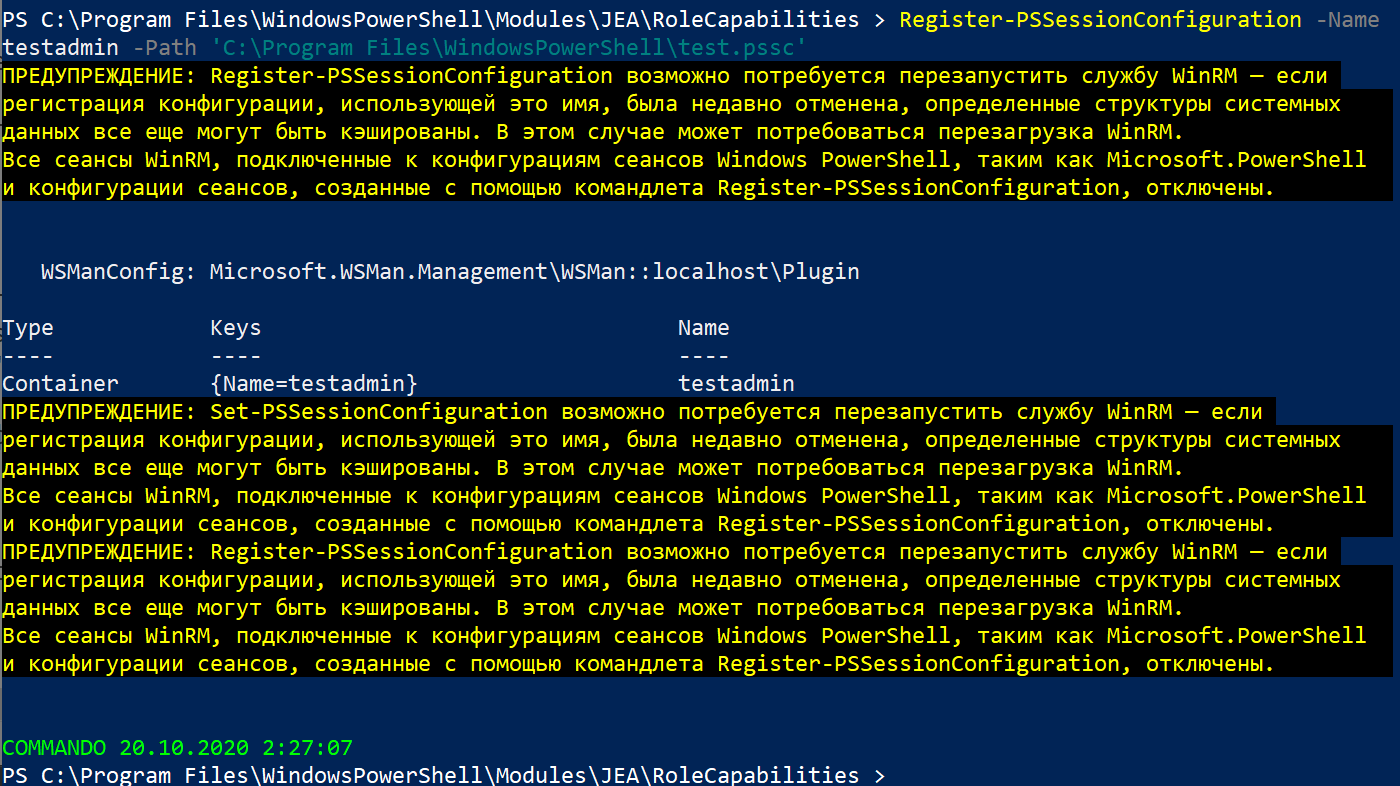 PS C:\Program Files\WindowsPowerShell\Modules\JEA\RoleCapabilities > Register-PSSessionConfiguration -Name
testadmin -Path 'C:\Program Files\WindowsPowerShell\test.pssc'
ПРЕДУПРЕЖДЕНИЕ: Register-PSSessionConfiguration возможно потребуется перезапустить службу WinRM — если
регистрация конфигурации, использующей это имя, была недавно отменена, определенные структуры системных
данных все еще могут быть кэшированы. В этом случае может потребоваться перезагрузка WinRM.
Все сеансы WinRM, подключенные к конфигурациям сеансов Windows PowerShell, таким как Microsoft.PowerShell
и конфигурации сеансов, созданные с помощью командлета Register-PSSessionConfiguration, отключены.
WSManConfig: Microsoft.WSMan.Management\WSMan::localhost\Plugin
Type Keys Name
---- ---- ----
Container {Name=testadmin} testadmin
ПРЕДУПРЕЖДЕНИЕ: Set-PSSessionConfiguration возможно потребуется перезапустить службу WinRM — если
регистрация конфигурации, использующей это имя, была недавно отменена, определенные структуры системных
данных все еще могут быть кэшированы. В этом случае может потребоваться перезагрузка WinRM.
Все сеансы WinRM, подключенные к конфигурациям сеансов Windows PowerShell, таким как Microsoft.PowerShell
и конфигурации сеансов, созданные с помощью командлета Register-PSSessionConfiguration, отключены.
ПРЕДУПРЕЖДЕНИЕ: Register-PSSessionConfiguration возможно потребуется перезапустить службу WinRM — если
регистрация конфигурации, использующей это имя, была недавно отменена, определенные структуры системных
данных все еще могут быть кэшированы. В этом случае может потребоваться перезагрузка WinRM.
Все сеансы WinRM, подключенные к конфигурациям сеансов Windows PowerShell, таким как Microsoft.PowerShell
и конфигурации сеансов, созданные с помощью командлета Register-PSSessionConfiguration, отключены.
COMMANDO 20.10.2020 2:27:07
PS C:\Program Files\WindowsPowerShell\Modules\JEA\RoleCapabilities >